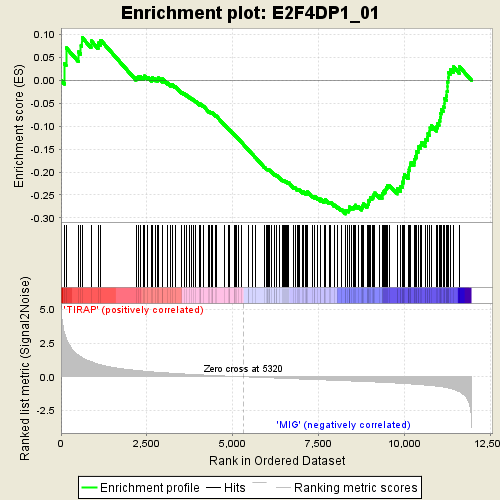 Enrichment plot: E2F4DP1_01
Enrichment score (ES)
0.10
0.05
0.00
-0.05
-0.10
-0.15
-0.20
-0.25
-0.30
'TIRAP' (positively correlated)
Ranked list metric (Signal2Noise)
5.0
2.5
0.0
-2.5
Zero cross at 5320
'MIG' (negatively correlated)
0 2,500 5,000 7,500 10,000 12,500
Rank in Ordered Dataset
Enrichment profile Hits Ranking metric scores